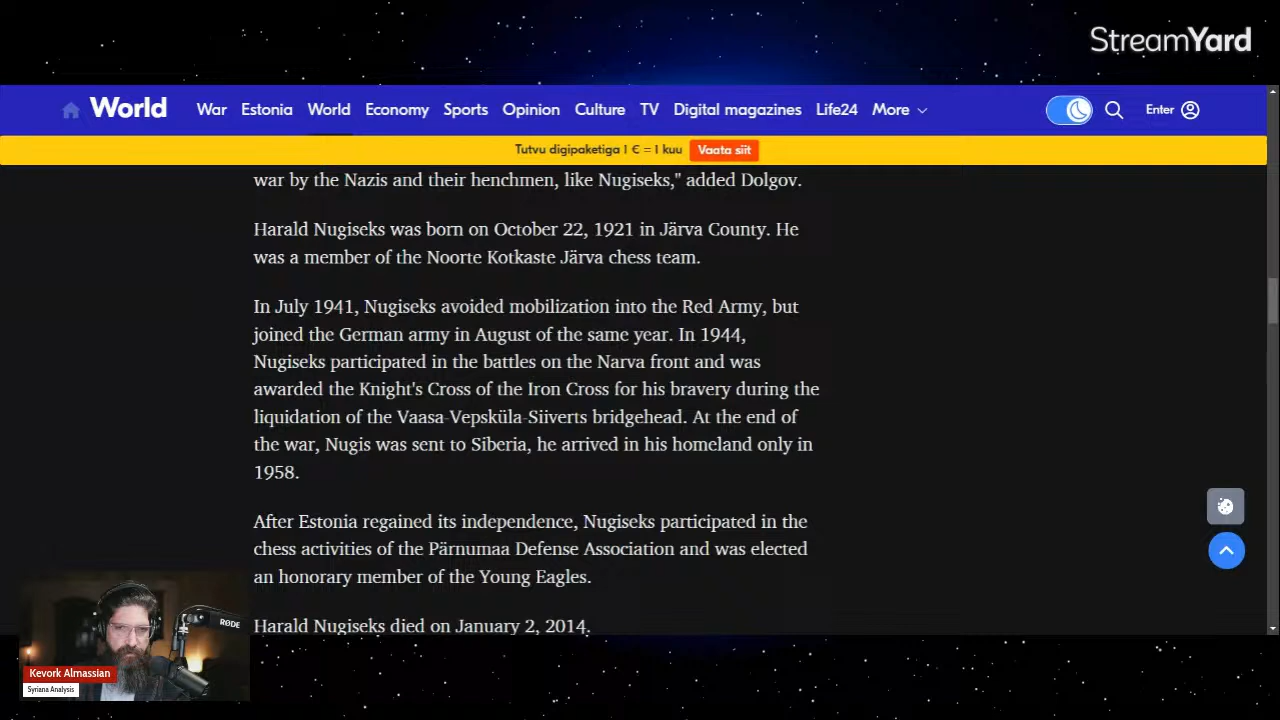 StreamYard
World War Estonia World Economy Sports Opinion Culture TV Digital magazines Life24 More Enter
Tutvu digipaketiga 1 € = 1 kuu Vaata siit
war by the Nazis and their henchmen, like Nugiseks," added Dolgov.
Harald Nugiseks was born on October 22, 1921 in Järva County. He
was a member of the Noorte Kotkaste Järva chess team.
In July 1941, Nugiseks avoided mobilization into the Red Army, but
joined the German army in August of the same year. In 1944,
Nugiseks participated in the battles on the Narva front and was
awarded the Knight's Cross of the Iron Cross for his bravery during the
liquidation of the Vaasa-Vepsküla-Siiverts bridgehead. At the end of
the war, Nugis was sent to Siberia, he arrived in his homeland only in
1958.
After Estonia regained its independence, Nugiseks participated in the
chess activities of the Pärnumaa Defense Association and was elected
an honorary member of the Young Eagles.
Harald Nugiseks died on January 2, 2014.
RØDE
Kevork Almassian
Syriana Analysis